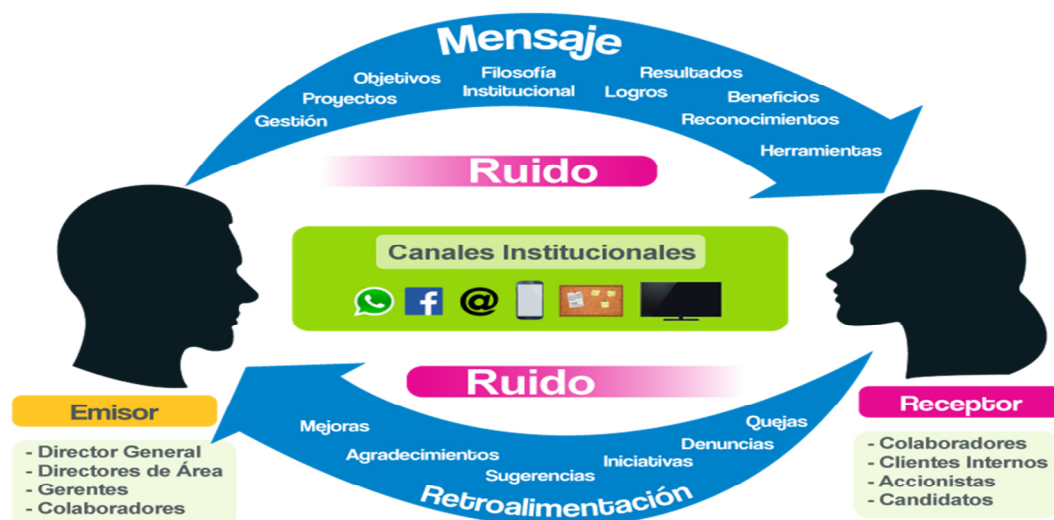 Mensaje
Objetivos
Filosofía
Institucional
Resultados
Proyectos
Logros
Beneficios
Gestión
Reconocimientos
Herramientas
Ruido
Canales Institucionales
f @
Ruido
Emisor
- Director General
- Directores de Área
- Gerentes
- Colaboradores
Receptor
- Colaboradores
- Clientes Internos
- Accionistas
- Candidatos
Mejoras
Agradecimientos
Sugerencias
Iniciativas
Denuncias
Quejas
Retroalimentación